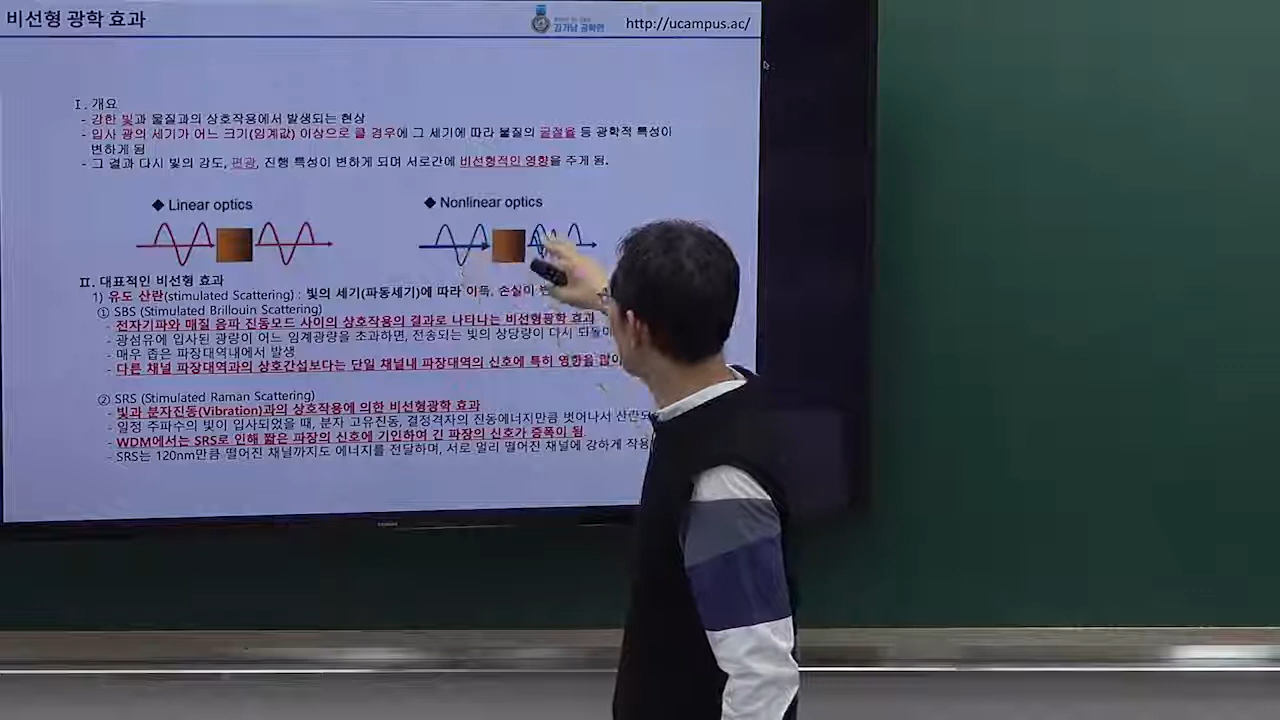 비선형 광학 효과
http://ucampus.ac/
Ⅰ. 개요
- 강한 빛과 물질과의 상호작용에서 발생되는 현상
- 입사 광의 세기가 어느 크기(임계값) 이상으로 클 경우에 그 세기에 따라 물질의 굴절율 등 광학적 특성이
변하게 됨
- 그 결과 다시 빛의 강도, 편광, 진행 특성이 변하게 되며 서로간에 비선형적인 영향을 주게 됨.
◆ Linear optics
◆ Nonlinear optics
Ⅱ. 대표적인 비선형 효과
1) 유도 산란(stimulated Scattering) : 빛의 세기(파동세기)에 따라 이득, 손실이
① SBS (Stimulated Brillouin Scattering)
- 전자기파와 매질 음파 진동모드 사이의 상호작용의 결과로 나타나는 비선형광학 효과
- 광섬유에 입사된 광량이 어느 임계광량을 초과하면, 전송되는 빛의 상당량이 다시
- 매우 좁은 파장대역내에서 발생
- 다른 채널 파장대역과의 상호간섭보다는 단일 채널내 파장대역의 신호에 특히 영향을
② SRS (Stimulated Raman Scattering)
- 빛과 분자진동(Vibration)과의 상호작용에 의한 비선형광학 효과
- 일정 주파수의 빛이 입사되었을 때, 분자 고유진동, 결정격자의 진동에너지만큼 벗어나서
- WDM에서는 SRS로 인해 짧은 파장의 신호에 기인하여 긴 파장의 신호가 증폭이 됨
- SRS는 120nm만큼 떨어진 채널까지도 에너지를 전달하며, 서로 멀리 떨어진 채널에 강하게